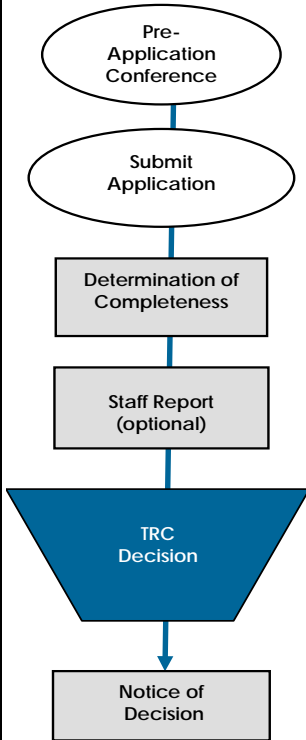 Pre-
Application
Conference
Submit
Application
Determination of
Completeness
Staff Report
(optional)
TRC
Decision
Notice of
Decision